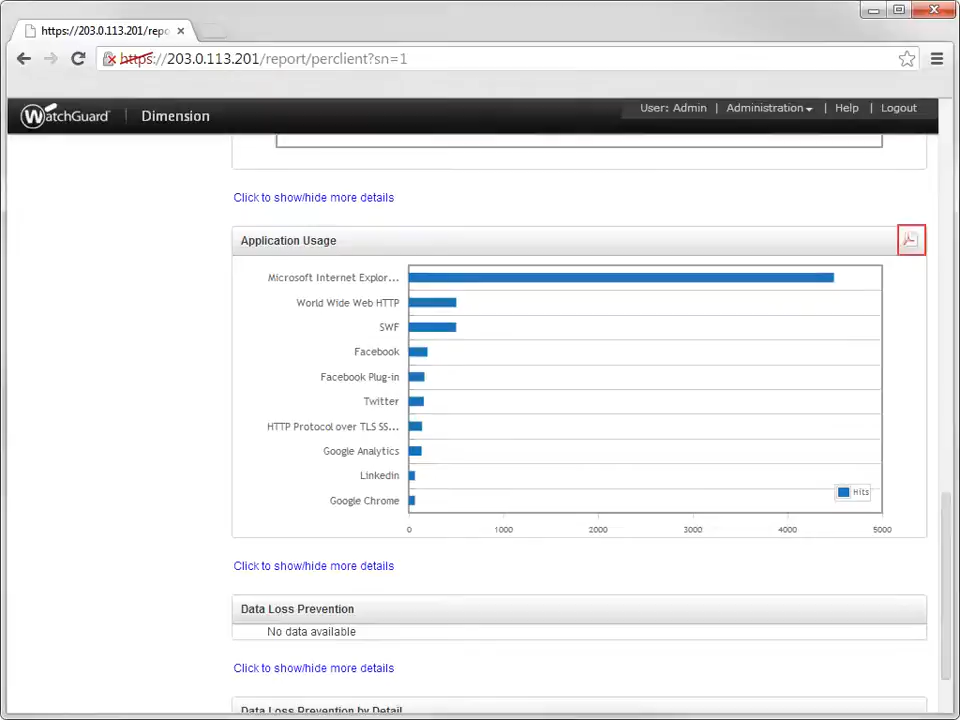 https://203.0.113.201/repo
https://203.0.113.201/report/perclient?sn=1
WatchGuard | Dimension
User: Admin | Administration | Help | Logout
Click to show/hide more details
Application Usage
Microsoft Internet Explor...
World Wide Web HTTP
SWF
Facebook
Facebook Plug-in
Twitter
HTTP Protocol over TLS SS...
Google Analytics
Linkedin
Google Chrome
Hits
0 1000 2000 3000 4000 5000
Click to show/hide more details
Data Loss Prevention
No data available
Click to show/hide more details
Data Loss Prevention by Detail